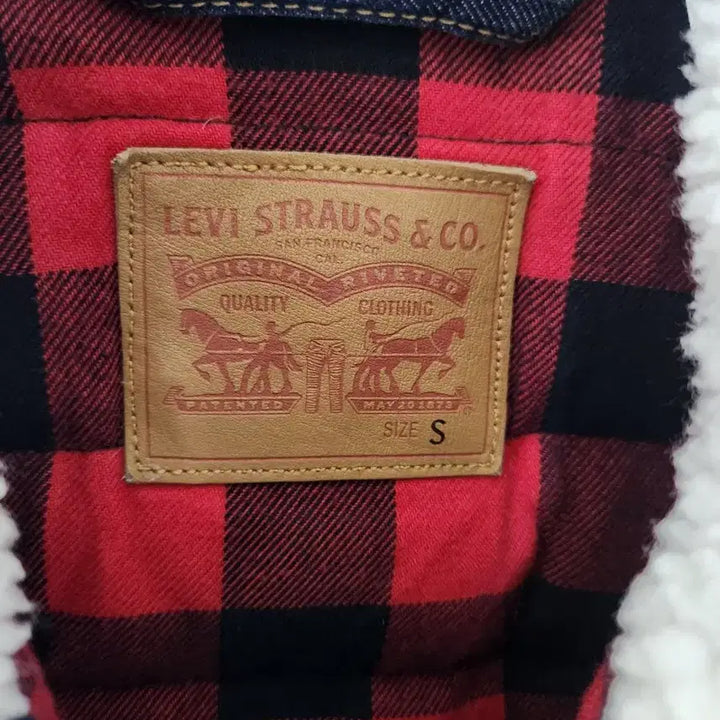 LEVI STRAUSS & CO.
SAN FRANCISCO
CAL.
ORIGINAL RIVETED
QUALITY CLOTHING
PATENTED MAY 20 1873
®
SIZE S